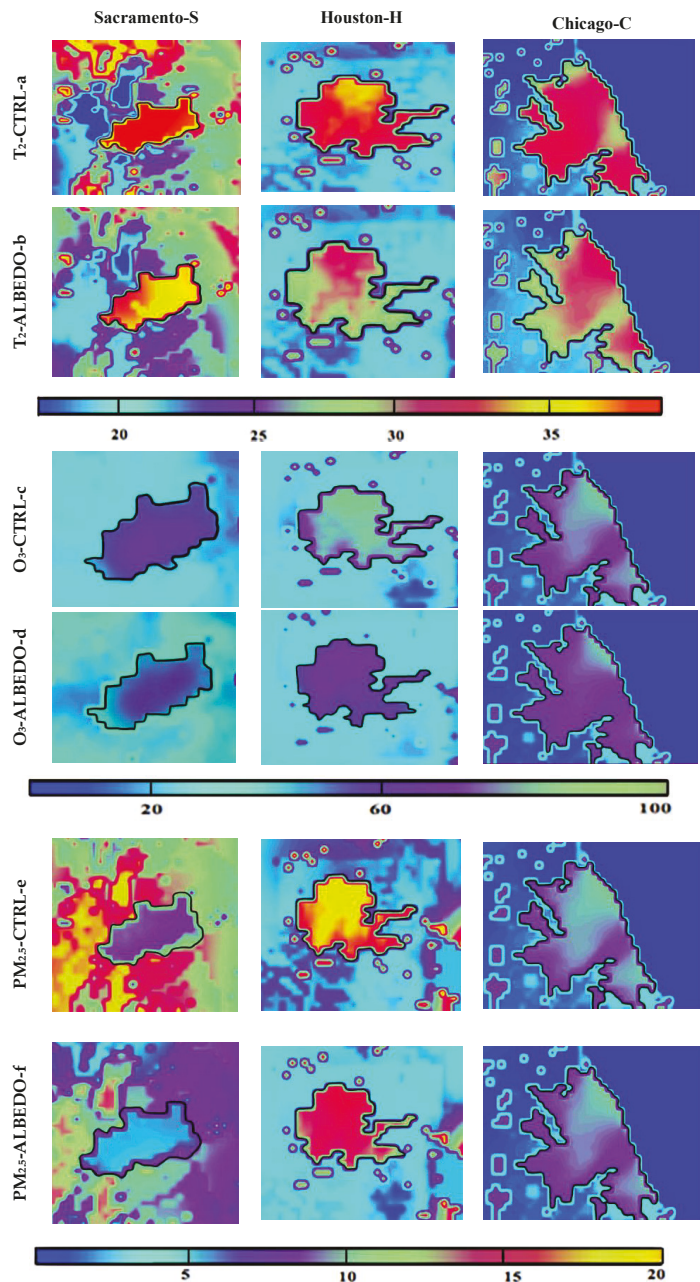 Sacramento-S Houston-H Chicago-C
T2-CTRL-a
T2-ALBEDO-b
20 25 30 35
O3-CTRL-c
O3-ALBEDO-d
20 60 100
PM2.5-CTRL-e
PM2.5-ALBEDO-f
5 10 15 20